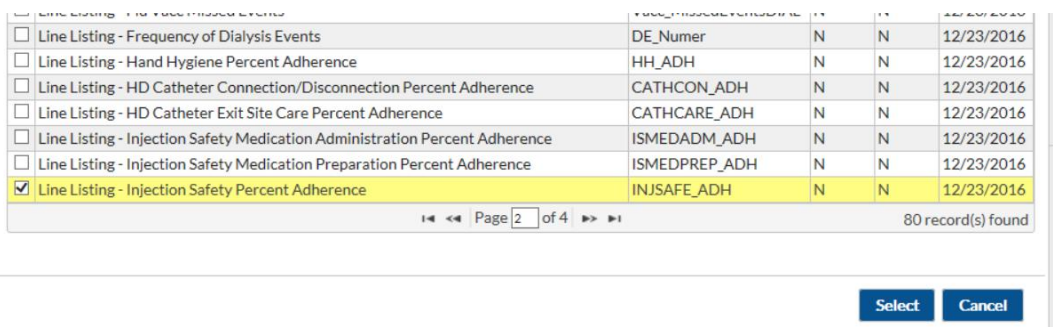 Line Listing - Frequency of Dialysis Events DE_Numer N N 12/23/2016
Line Listing - Hand Hygiene Percent Adherence HH_ADH N N 12/23/2016
Line Listing - HD Catheter Connection/Disconnection Percent Adherence CATHCON_ADH N N 12/23/2016
Line Listing - HD Catheter Exit Site Care Percent Adherence CATHCARE_ADH N N 12/23/2016
Line Listing - Injection Safety Medication Administration Percent Adherence ISMEDADM_ADH N N 12/23/2016
Line Listing - Injection Safety Medication Preparation Percent Adherence ISMEDPREP_ADH N N 12/23/2016
Line Listing - Injection Safety Percent Adherence INJSAFE_ADH N N 12/23/2016
Page 2 of 4 80 record(s) found
Select Cancel